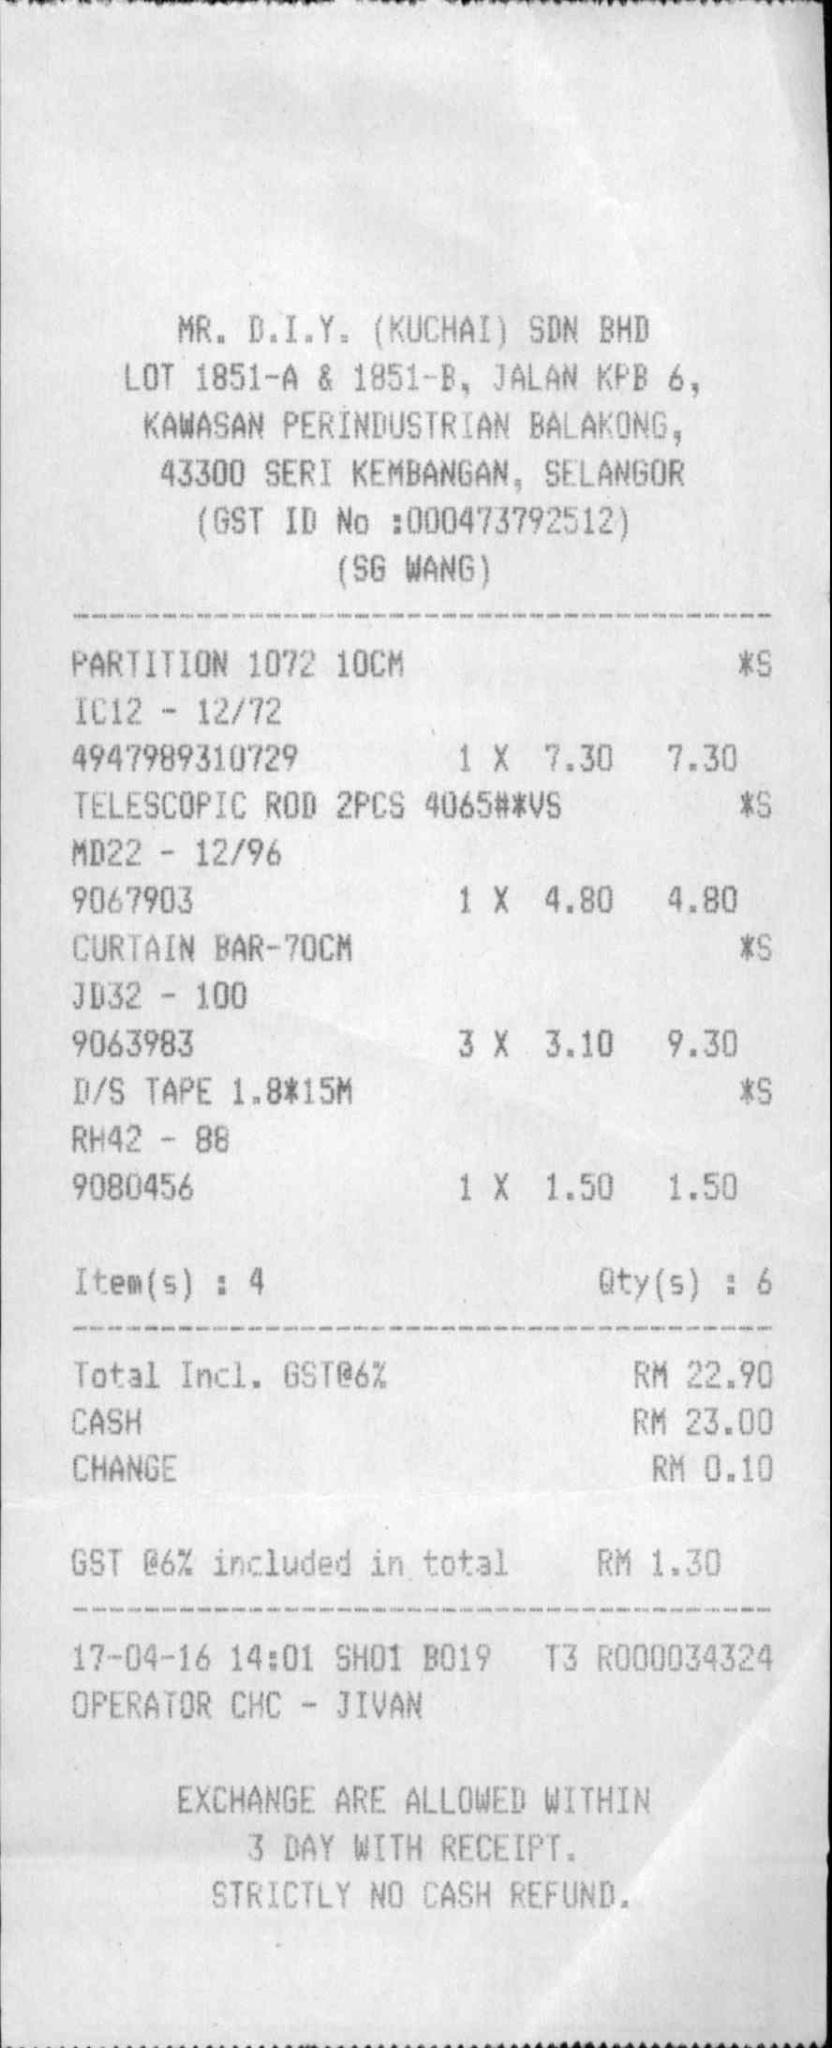 MR. D.I.Y. (KUCHAI) SDN BHD
LOT 1851-A & 1851-B, JALAN KPB 6,
KAWASAN PERINDUSTRIAN BALAKONG,
43300 SERI KEMBANGAN, SELANGOR
(GST ID No :000473792512)
(SG WANG)
PARTITION 1072 10CM *S
IC12 - 12/72
4947989310729 1 X 7.30 7.30
TELESCOPIC ROD 2PCS 4065#*VS *S
MD22 - 12/96
9067903 1 X 4.80 4.80
CURTAIN BAR-70CM *S
JD32 - 100
9063983 3 X 3.10 9.30
D/S TAPE 1.8*15M *S
RH42 - 88
9080456 1 X 1.50 1.50
Item(s) : 4 Qty(s) : 6
Total Incl. GST@6% RM 22.90
CASH RM 23.00
CHANGE RM 0.10
GST @6% included in total RM 1.30
17-04-16 14:01 SH01 B019 T3 R000034324
OPERATOR CHC - JIVAN
EXCHANGE ARE ALLOWED WITHIN
3 DAY WITH RECEIPT.
STRICTLY NO CASH REFUND.